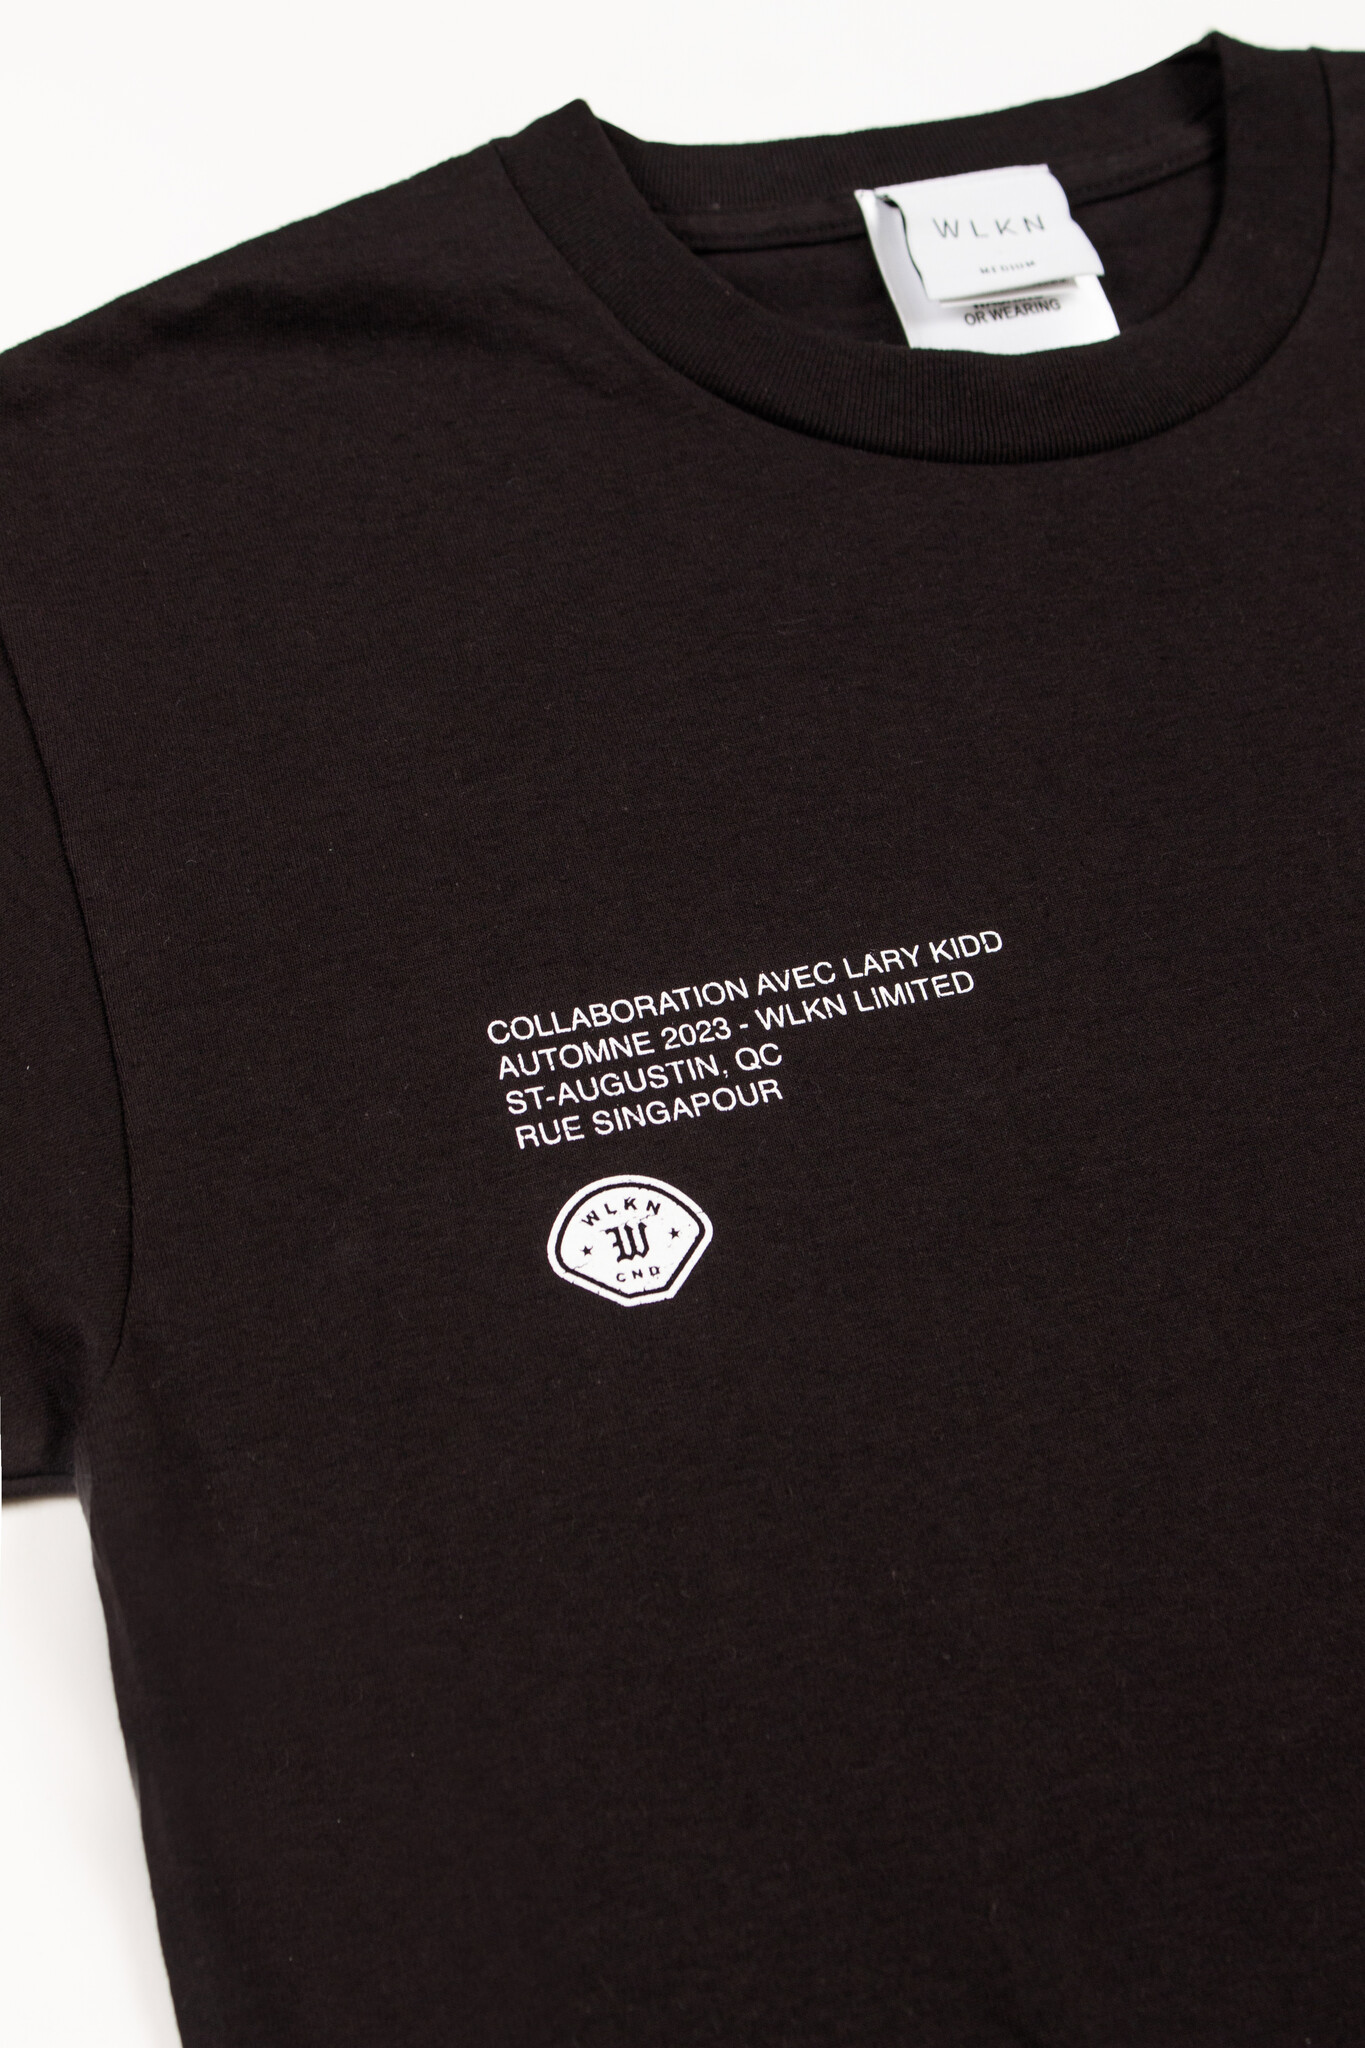 WLKN
MEDIUM
OR WEARING
COLLABORATION AVEC LARY KIDD
AUTOMNE 2023 - WLKN LIMITED
ST-AUGUSTIN, QC
RUE SINGAPOUR
WLKN
W
CND